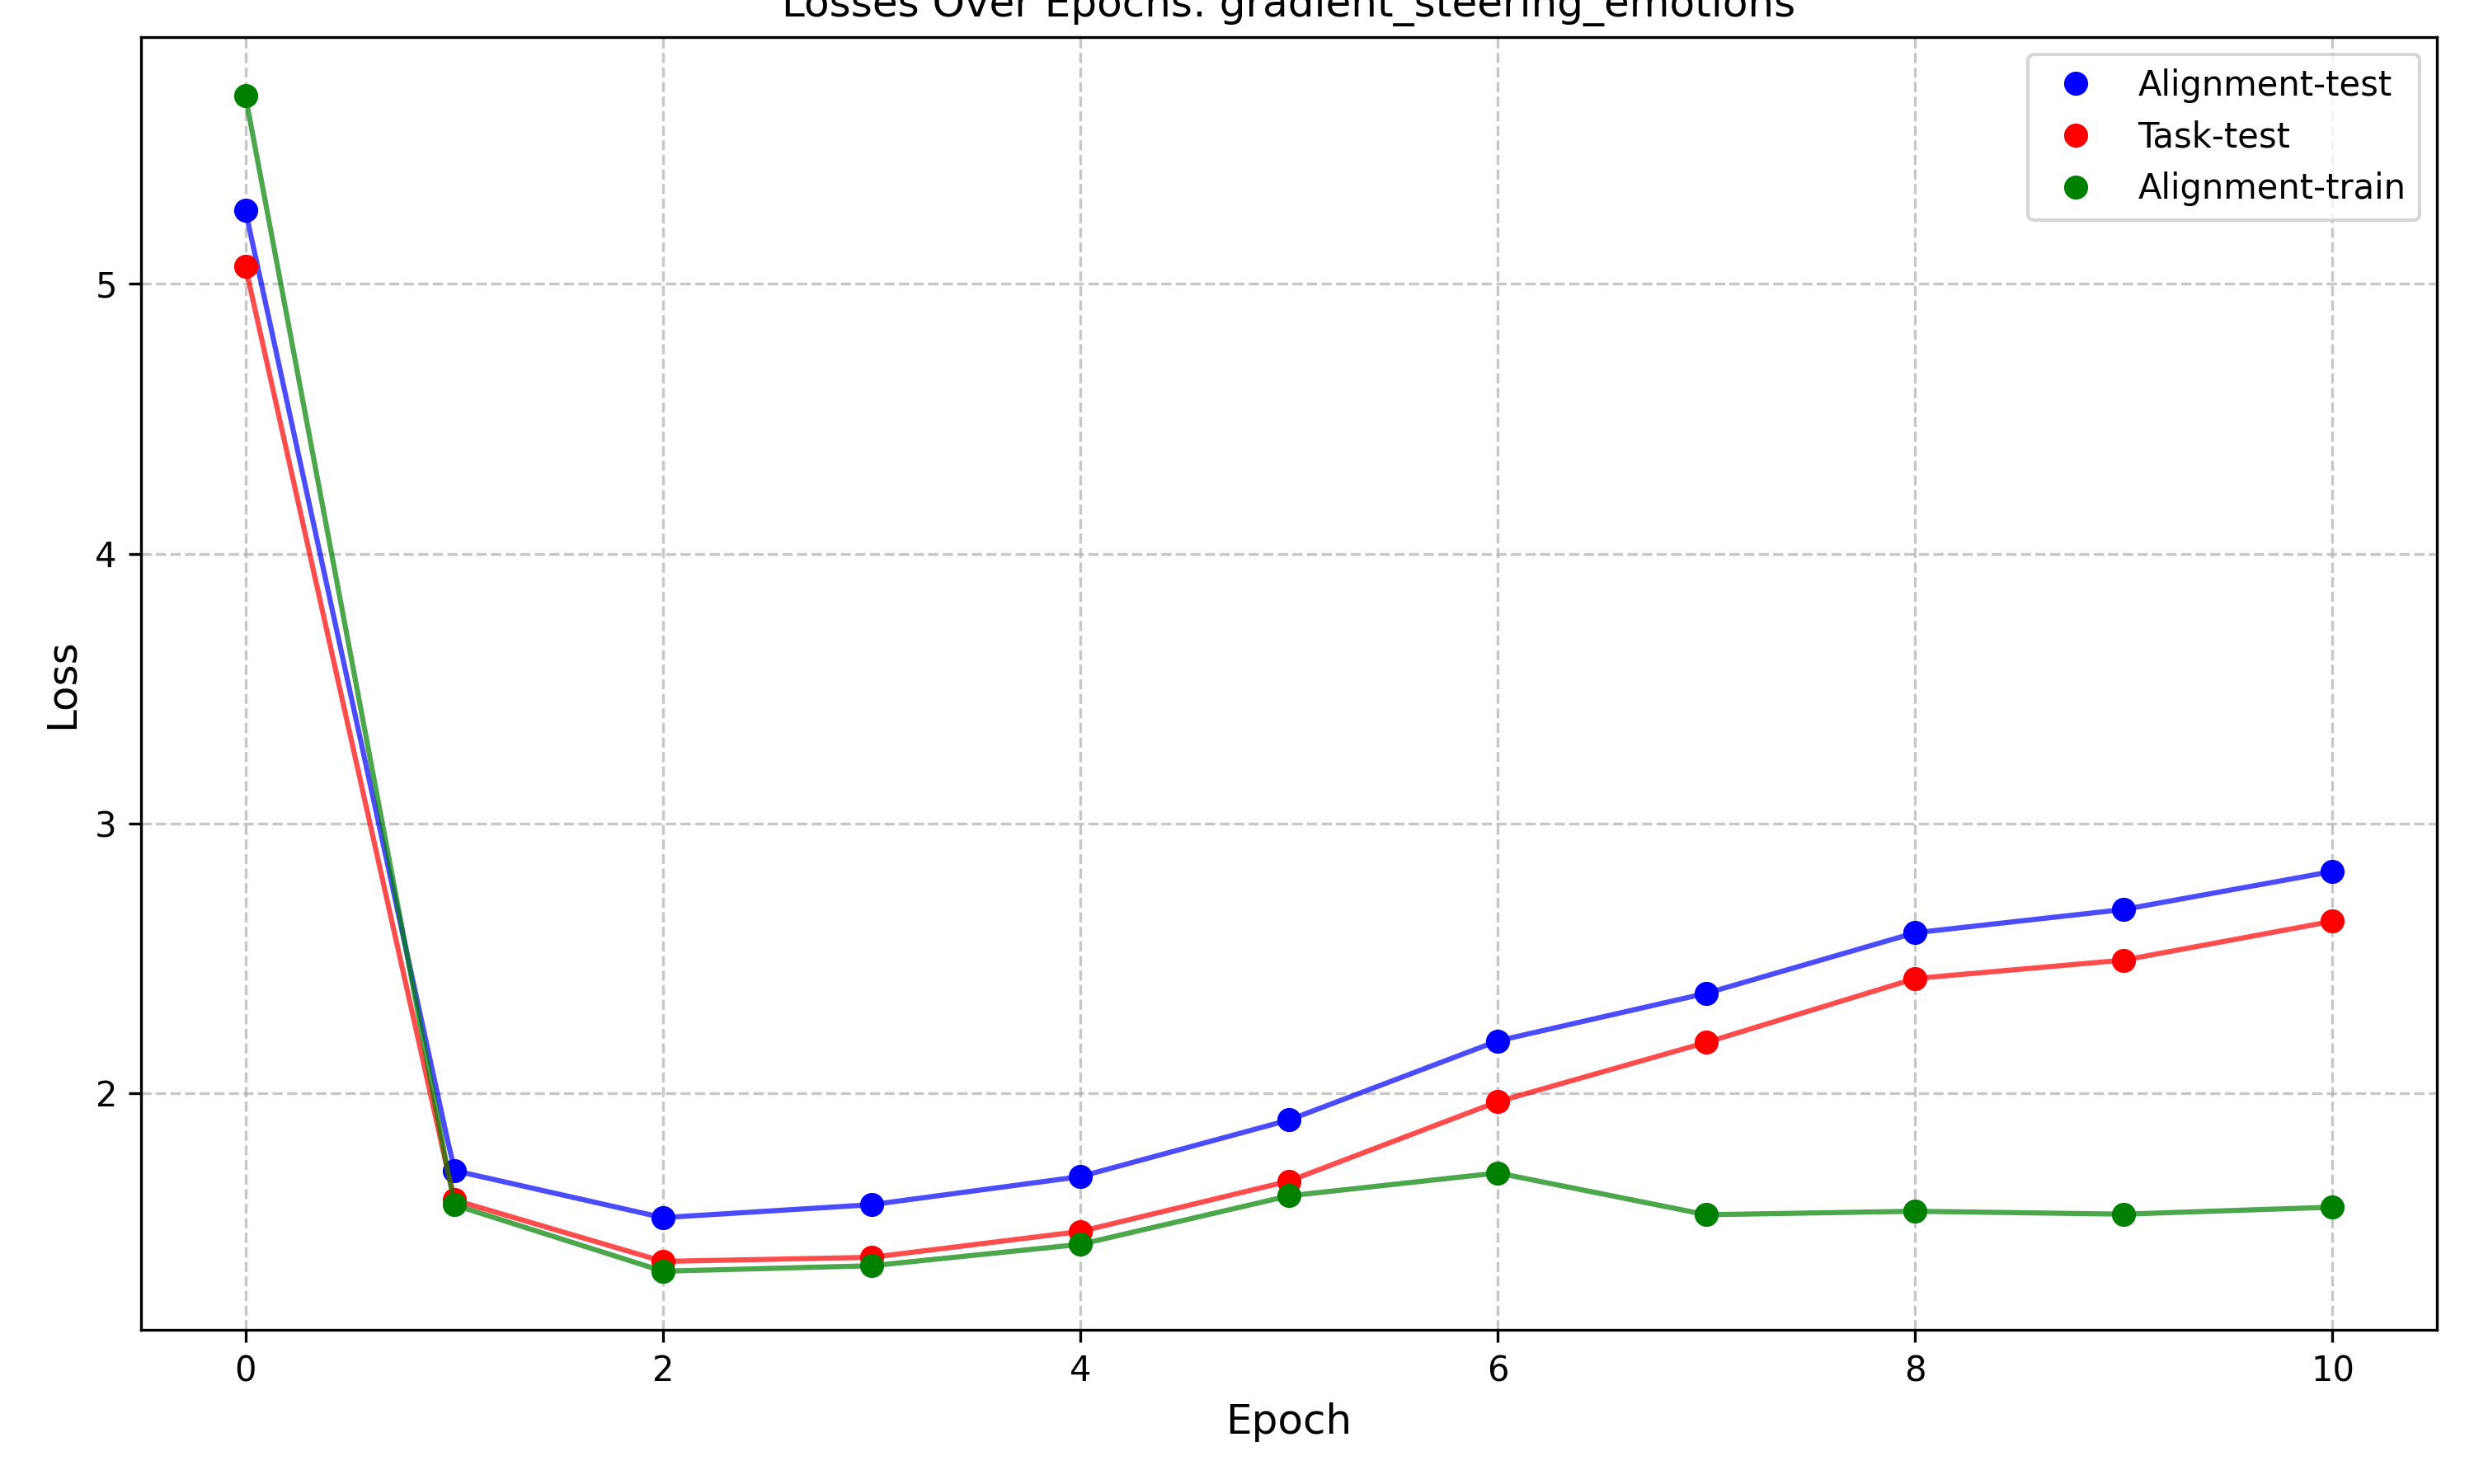 Losses Over Epochs: gradient_steering_emotions
Alignment-test
Task-test
Alignment-train
5
4
3
2
Loss
0 2 4 6 8 10
Epoch